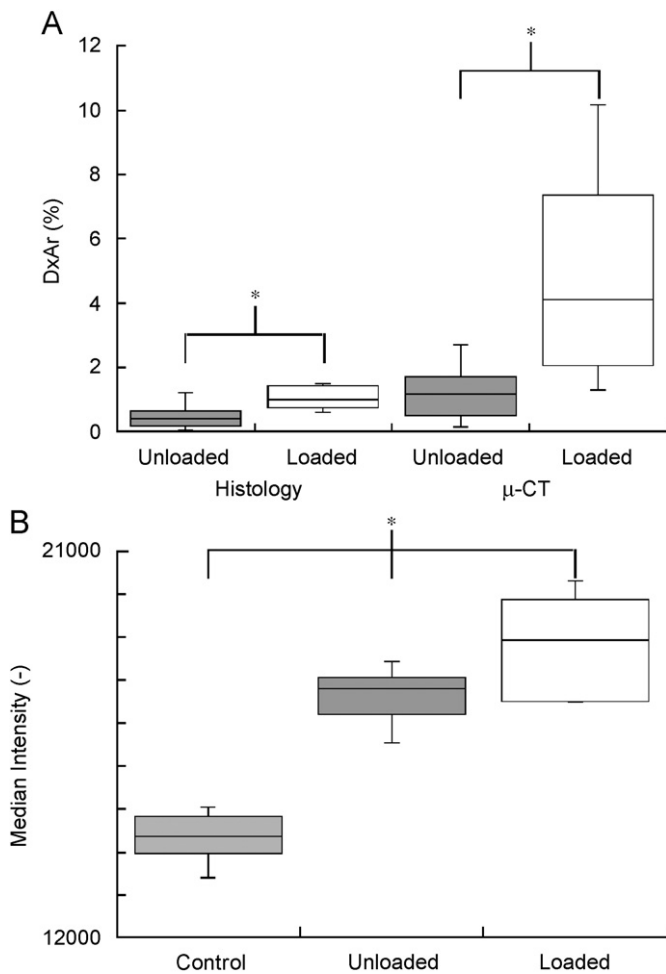 A
*
12
10
8
DxAr (%)
6
4
*
2
0
Unloaded Loaded Unloaded Loaded
Histology μ-CT
B
*
21000
Median Intensity (-)
12000
Control Unloaded Loaded